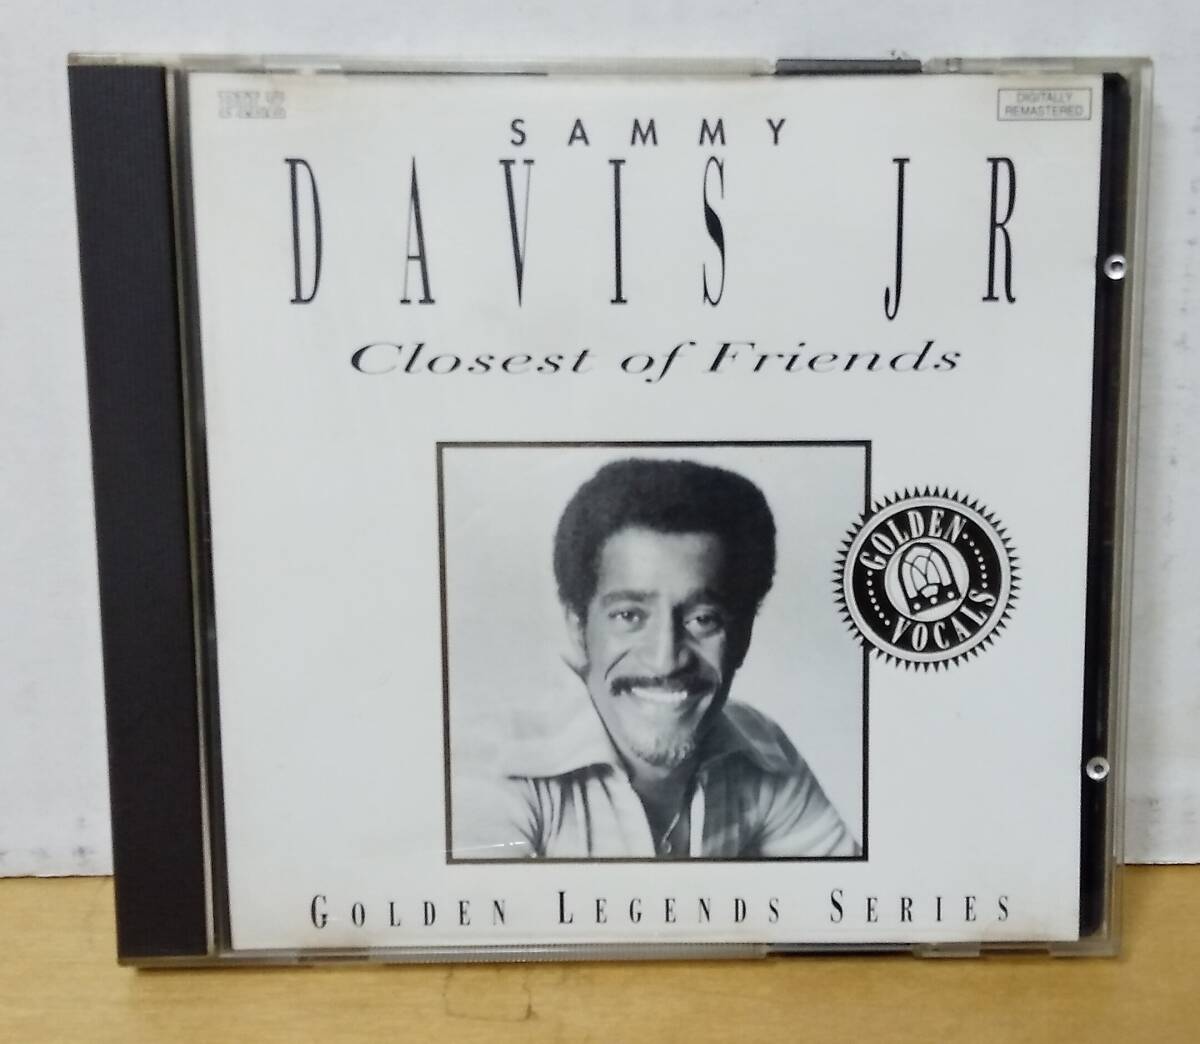 DIGITALLY
REMASTERED
SAMMY
DAVIS JR
Closest of Friends
GOLDEN
VOCALS
GOLDEN LEGENDS SERIES